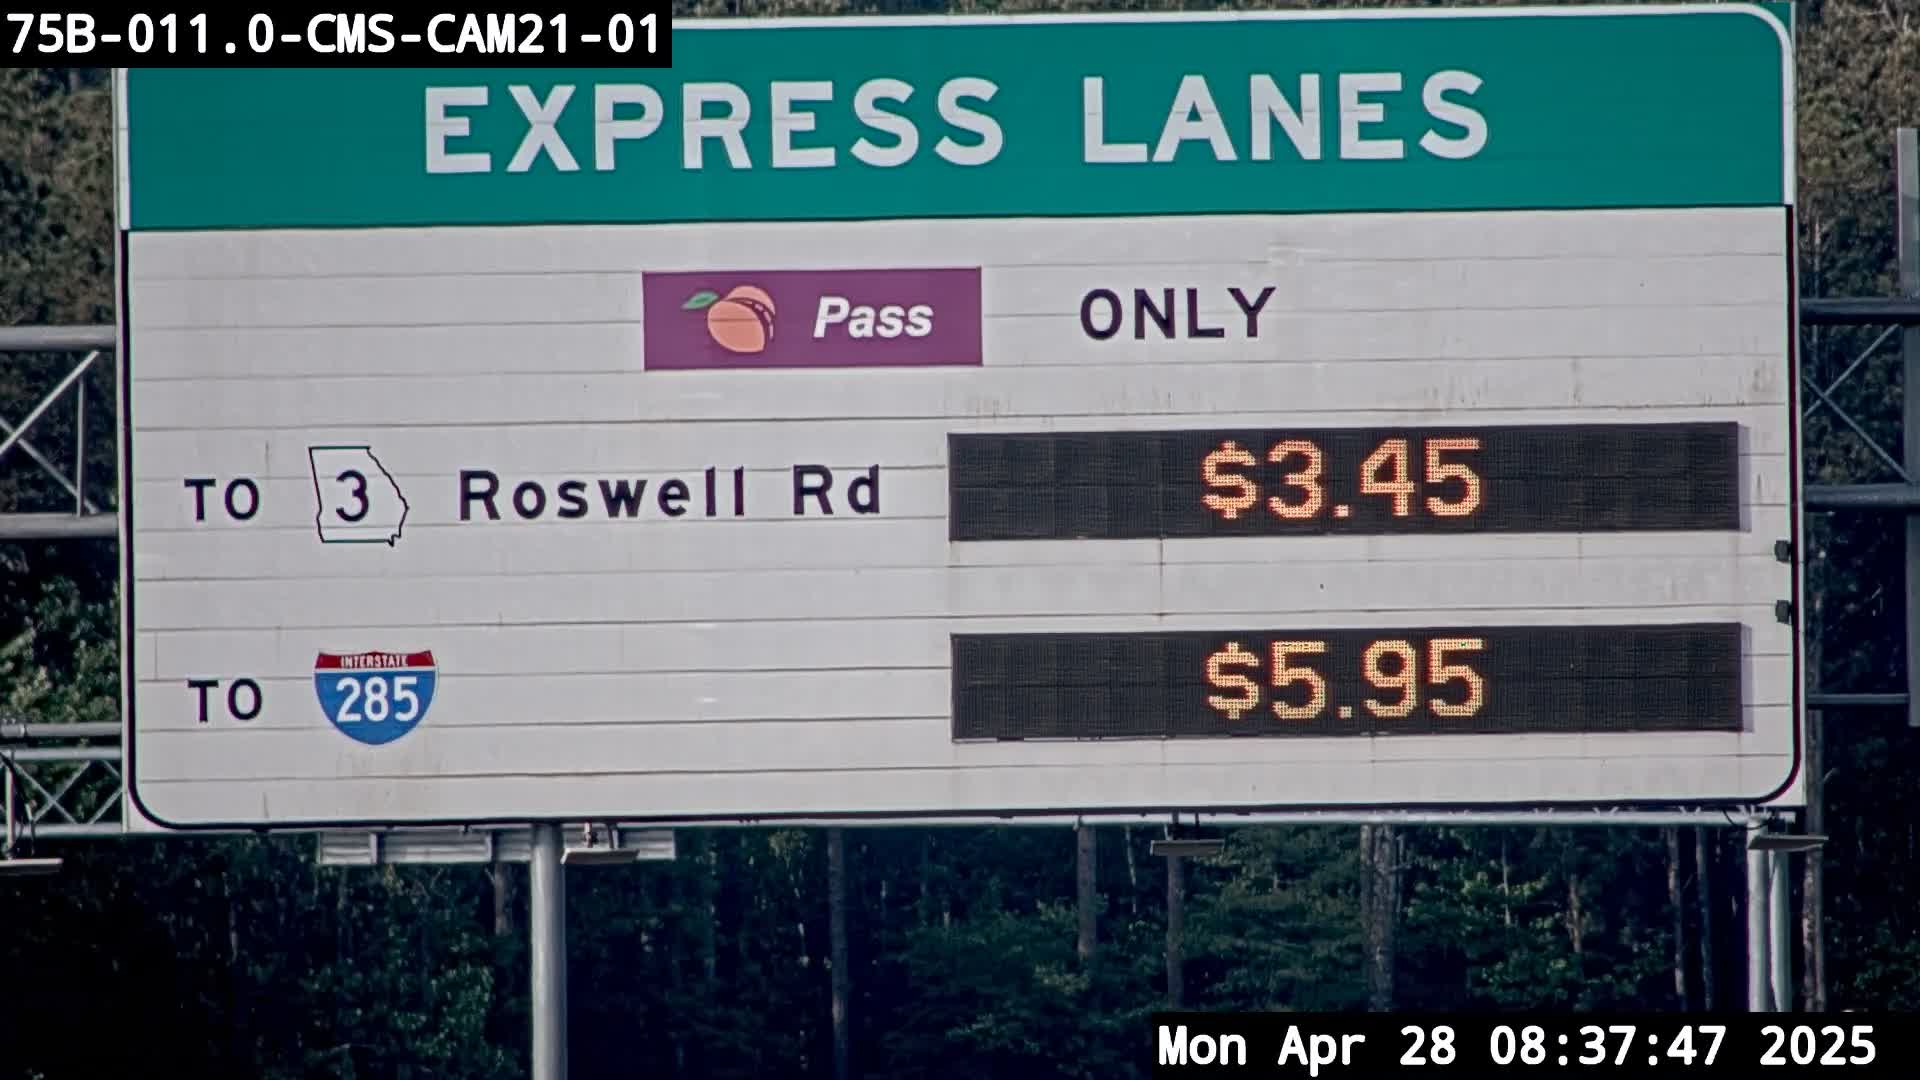 75B-011.0-CMS-CAM21-01
EXPRESS LANES
Pass ONLY
TO 3 Roswell Rd $3.45
TO INTERSTATE 285 $5.95
Mon Apr 28 08:37:47 2025